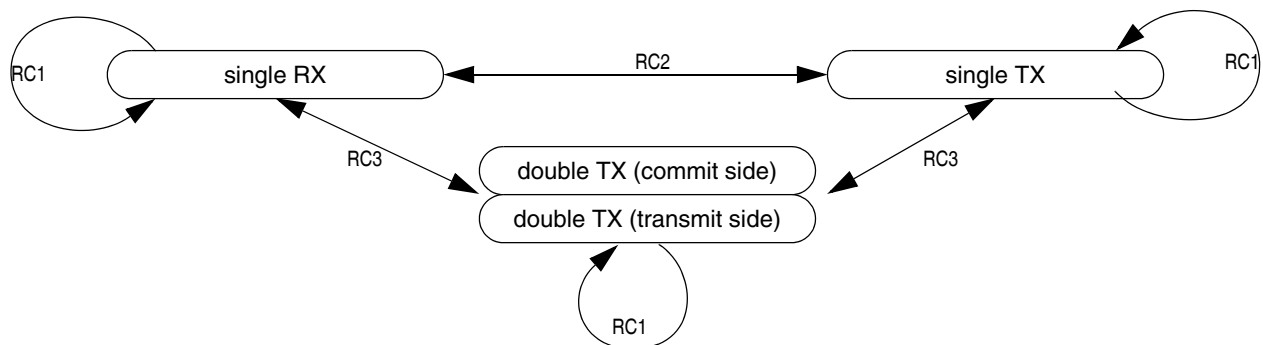 RC1
single RX
RC2
single TX
RC1
RC3
double TX (commit side)
RC3
double TX (transmit side)
RC1